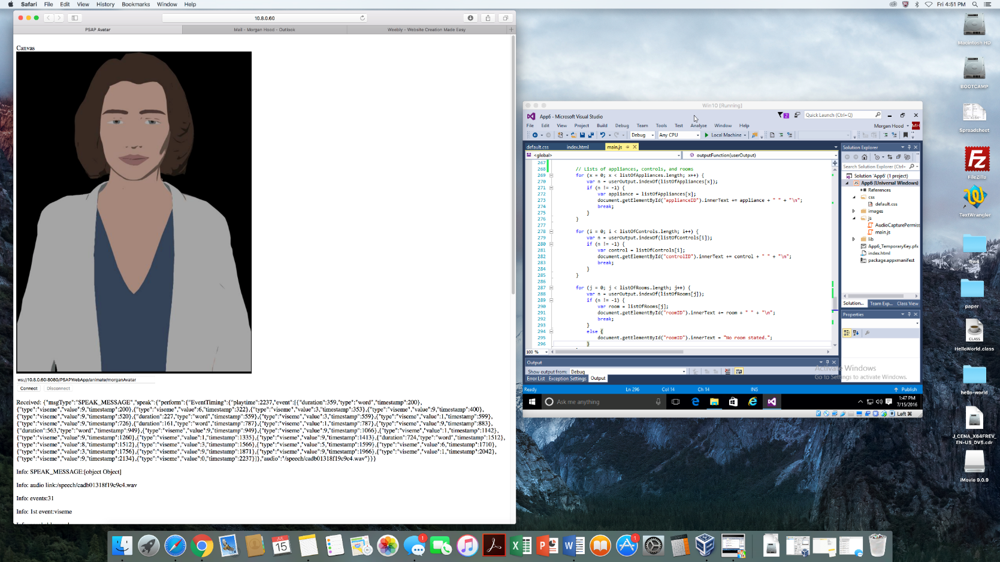 Safari File Edit View History Bookmarks Window Help
Fri 4:51 PM
10.8.0.60
PSAP Avatar
Mail - Morgan Hood - Outlook
Weebly - Website Creation Made Easy
Canvas
ws://10.8.0.60:8080/PSAPWebApp/animate/morganAvatar
Connect Disconnect
Received: {"msgType":"SPEAK_MESSAGE","speak":{"perform":{"EventTiming":{"playtime":2237,"event":[{"duration":359,"type":"word","timestamp":200},
{"type":"viseme","value":9,"timestamp":200},{"type":"viseme","value":6,"timestamp":322},{"type":"viseme","value":3,"timestamp":353},{"type":"viseme","value":9,"timestamp":400},
{"type":"viseme","value":9,"timestamp":520},{"duration":227,"type":"word","timestamp":559},{"type":"viseme","value":3,"timestamp":559},{"type":"viseme","value":1,"timestamp":599},
{"type":"viseme","value":9,"timestamp":726},{"duration":161,"type":"word","timestamp":787},{"type":"viseme","value":1,"timestamp":787},{"type":"viseme","value":9,"timestamp":883},
{"duration":563,"type":"word","timestamp":949},{"type":"viseme","value":9,"timestamp":949},{"type":"viseme","value":9,"timestamp":1066},{"type":"viseme","value":1,"timestamp":1142},
{"type":"viseme","value":9,"timestamp":1260},{"type":"viseme","value":1,"timestamp":1335},{"type":"viseme","value":9,"timestamp":1413},{"duration":724,"type":"word","timestamp":1512},
{"type":"viseme","value":8,"timestamp":1512},{"type":"viseme","value":3,"timestamp":1566},{"type":"viseme","value":5,"timestamp":1599},{"type":"viseme","value":6,"timestamp":1710},
{"type":"viseme","value":3,"timestamp":1756},{"type":"viseme","value":9,"timestamp":1871},{"type":"viseme","value":9,"timestamp":1966},{"type":"viseme","value":1,"timestamp":2042},
{"type":"viseme","value":9,"timestamp":2134},{"type":"viseme","value":0,"timestamp":2237}]},"audio":"/speech/cadb01318f19c9c4.wav"}}}
Info: SPEAK_MESSAGE:[object Object]
Info: audio link:/speech/cadb01318f19c9c4.wav
Info: events:31
Info: 1st event:viseme
Win10 [Running]
App6 - Microsoft Visual Studio
2
Quick Launch (Ctrl+Q)
File Edit View Project Build Debug Team Tools Test Analyze Window Help
Morgan Hood MH
Debug Any CPU Local Machine
default.css index.html main.js
<global> outputFunction(userOutput)
267
268 // Lists of appliances, controls, and rooms
269 for (x = 0; x < listOfAppliances.length; x++) {
270 var n = userOutput.indexOf(listOfAppliances[x]);
271 if (n != -1) {
272 var appliance = listOfAppliances[x];
273 document.getElementById("applianceID").innerText += appliance + " " + "\n";
274 break;
275 }
276 }
277
278 for (i = 0; i < listOfControls.length; i++) {
279 var n = userOutput.indexOf(listOfControls[i]);
280 if (n != -1) {
281 var control = listOfControls[i];
282 document.getElementById("controlID").innerText += control + " " + "\n";
283 break;
284 }
285 }
286
287 for (j = 0; j < listOfRooms.length; j++) {
288 var n = userOutput.indexOf(listOfRooms[j]);
289 if (n != -1) {
290 var room = listOfRooms[j];
291 document.getElementById("roomID").innerText += room + " " + "\n";
292 break;
293 }
294 else {
295 document.getElementById("roomID").innerText = "No room stated.";
296 }
100 %
Output
Show output from: Debug
Error List Exception Settings Output
Ready Ln 296 Col 14 Ch 14 INS Publish
Solution Explorer
Search Solution Explorer (Ctrl+
Solution 'App6' (1 project)
App6 (Universal Windows)
References
css
default.css
images
js
AudioCapturePermiss
main.js
lib
App6_TemporaryKey.pfx
index.html
package.appxmanifest
Solution... Team Exp... Class View
Properties
Activate Windows
Go to Settings to activate Windows.
Ask me anything
1:47 PM
7/15/2016
Left ⌘
Macintosh HD
BOOTCAMP
XLSX
Spreadsheet
Fz
FileZilla
TextWrangler
hw4
paper
CLASS
HelloWorld.class
hello-world
J_CENA_X64FREV_
EN-US_DV5.cdr
iMovie 9.0.9
JUL
15
1
1